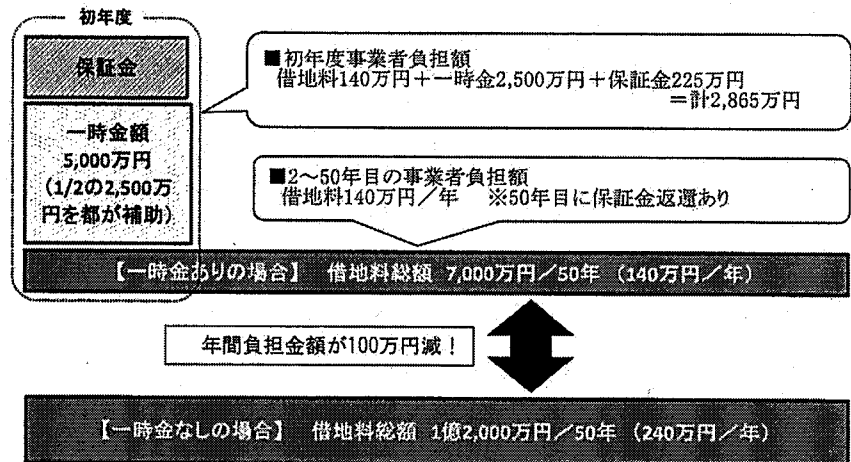 初年度
保証金
■初年度事業者負担額
借地料140万円＋一時金2,500万円＋保証金225万円
＝計2,865万円
一時金額
5,000万円
（1/2の2,500万
円を都が補助）
■2～50年目の事業者負担額
借地料140万円／年　※50年目に保証金返還あり
【一時金ありの場合】　借地料総額　7,000万円／50年　（140万円／年）
年間負担金額が100万円減！
【一時金なしの場合】　借地料総額　1億2,000万円／50年　（240万円／年）